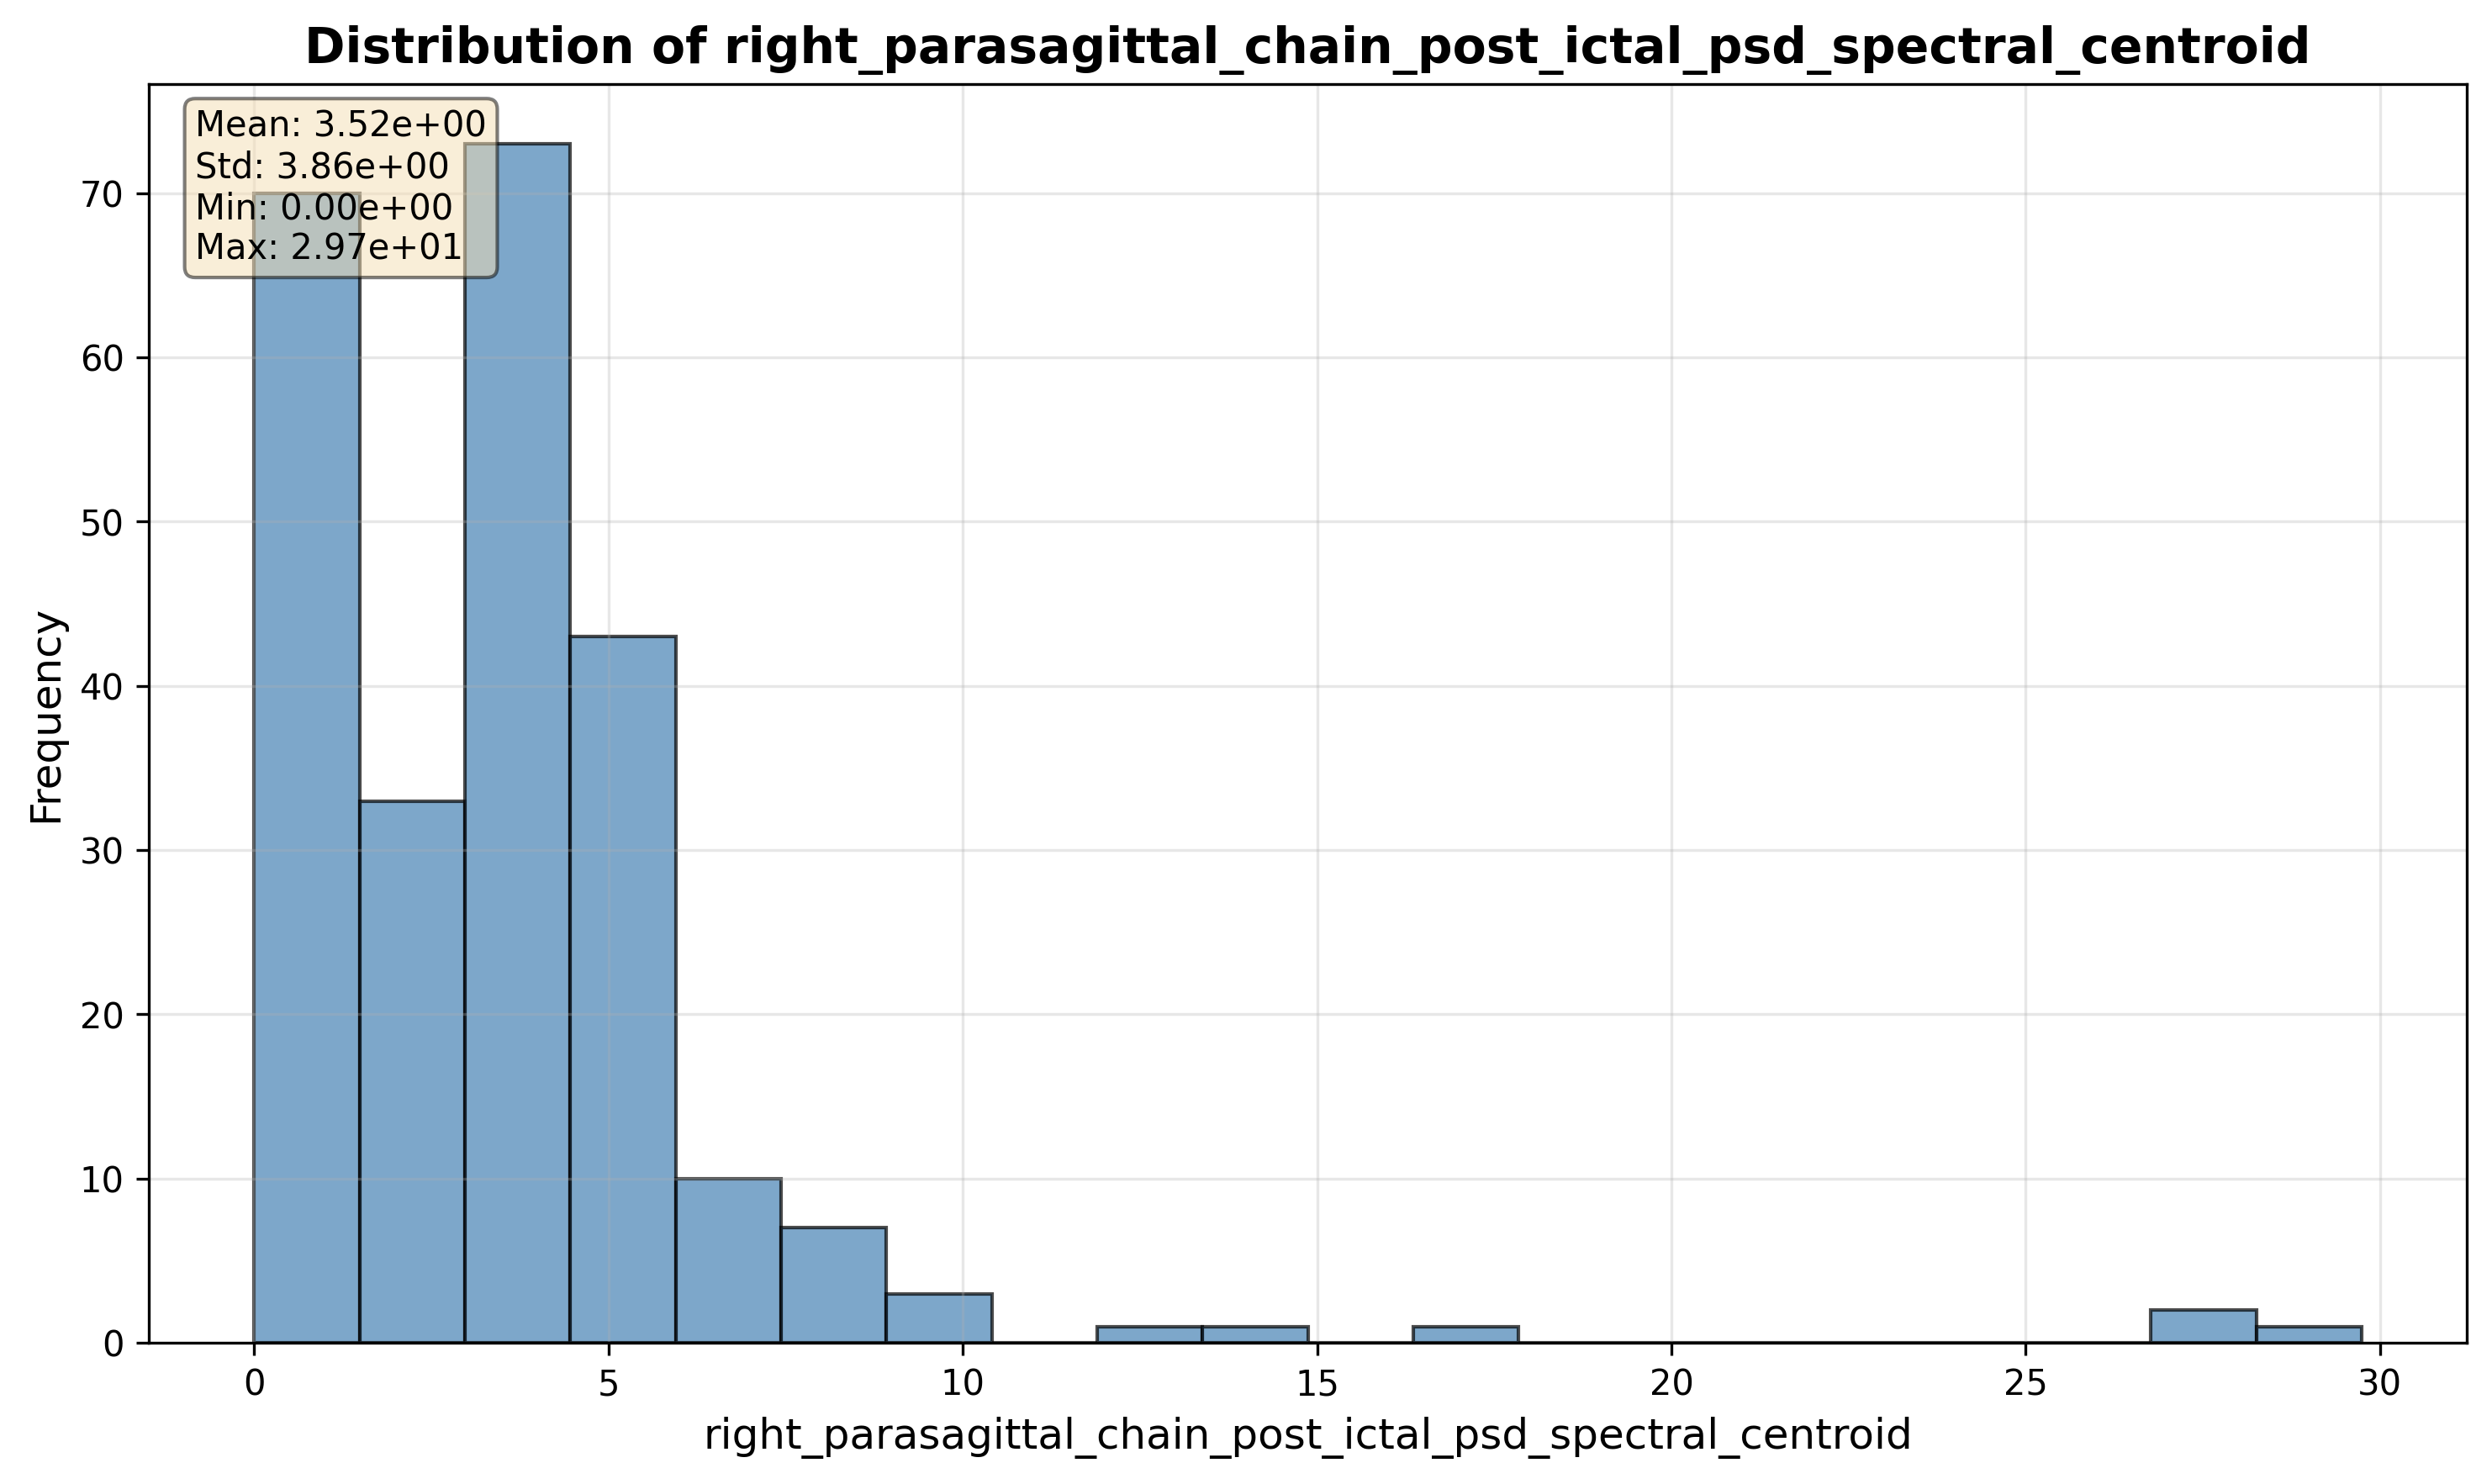 Distribution of right_parasagittal_chain_post_ictal_psd_spectral_centroid
Mean: 3.52e+00
Std: 3.86e+00
Min: 0.00e+00
Max: 2.97e+01
70
60
50
40
30
20
10
0
Frequency
0 5 10 15 20 25 30
right_parasagittal_chain_post_ictal_psd_spectral_centroid